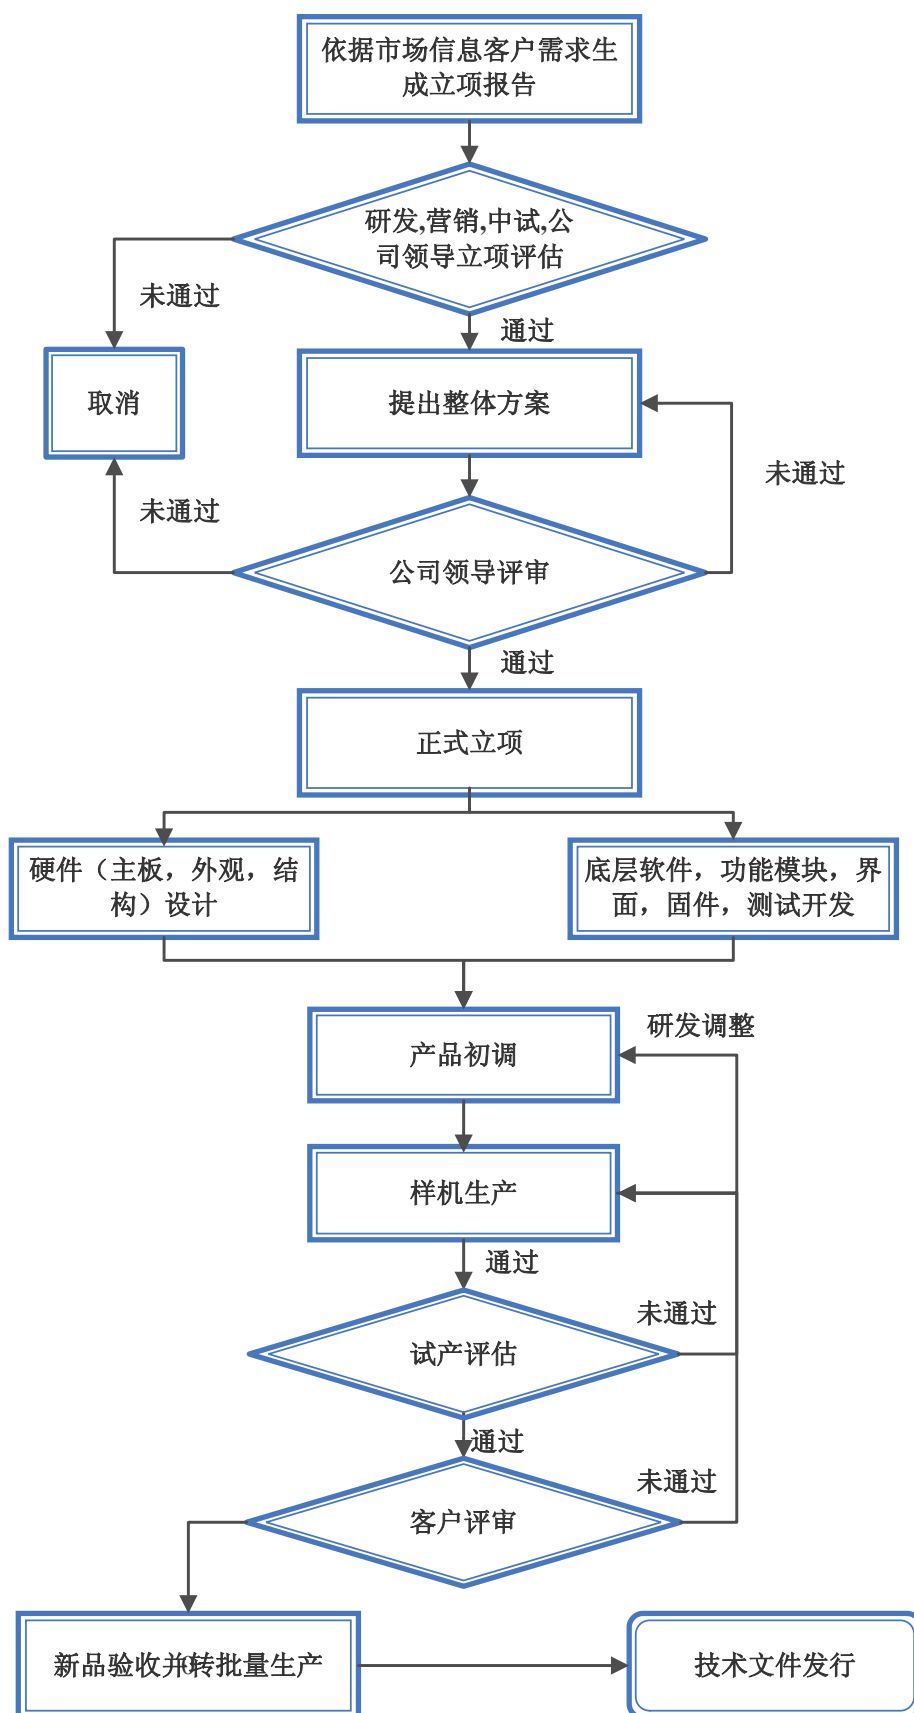 依据市场信息客户需求生
成立项报告
研发,营销,中试,公
司领导立项评估
未通过
通过
取消
提出整体方案
未通过
未通过
公司领导评审
通过
正式立项
硬件（主板，外观，结
构）设计
底层软件，功能模块，界
面，固件，测试开发
研发调整
产品初调
样机生产
通过
未通过
试产评估
通过
未通过
客户评审
新品验收并转批量生产
技术文件发行